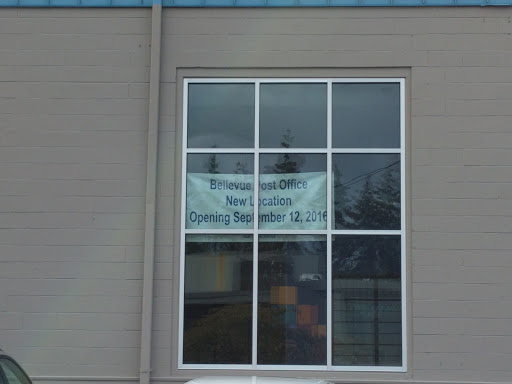 Bellevue Post Office
New Location
Opening September 12, 2016